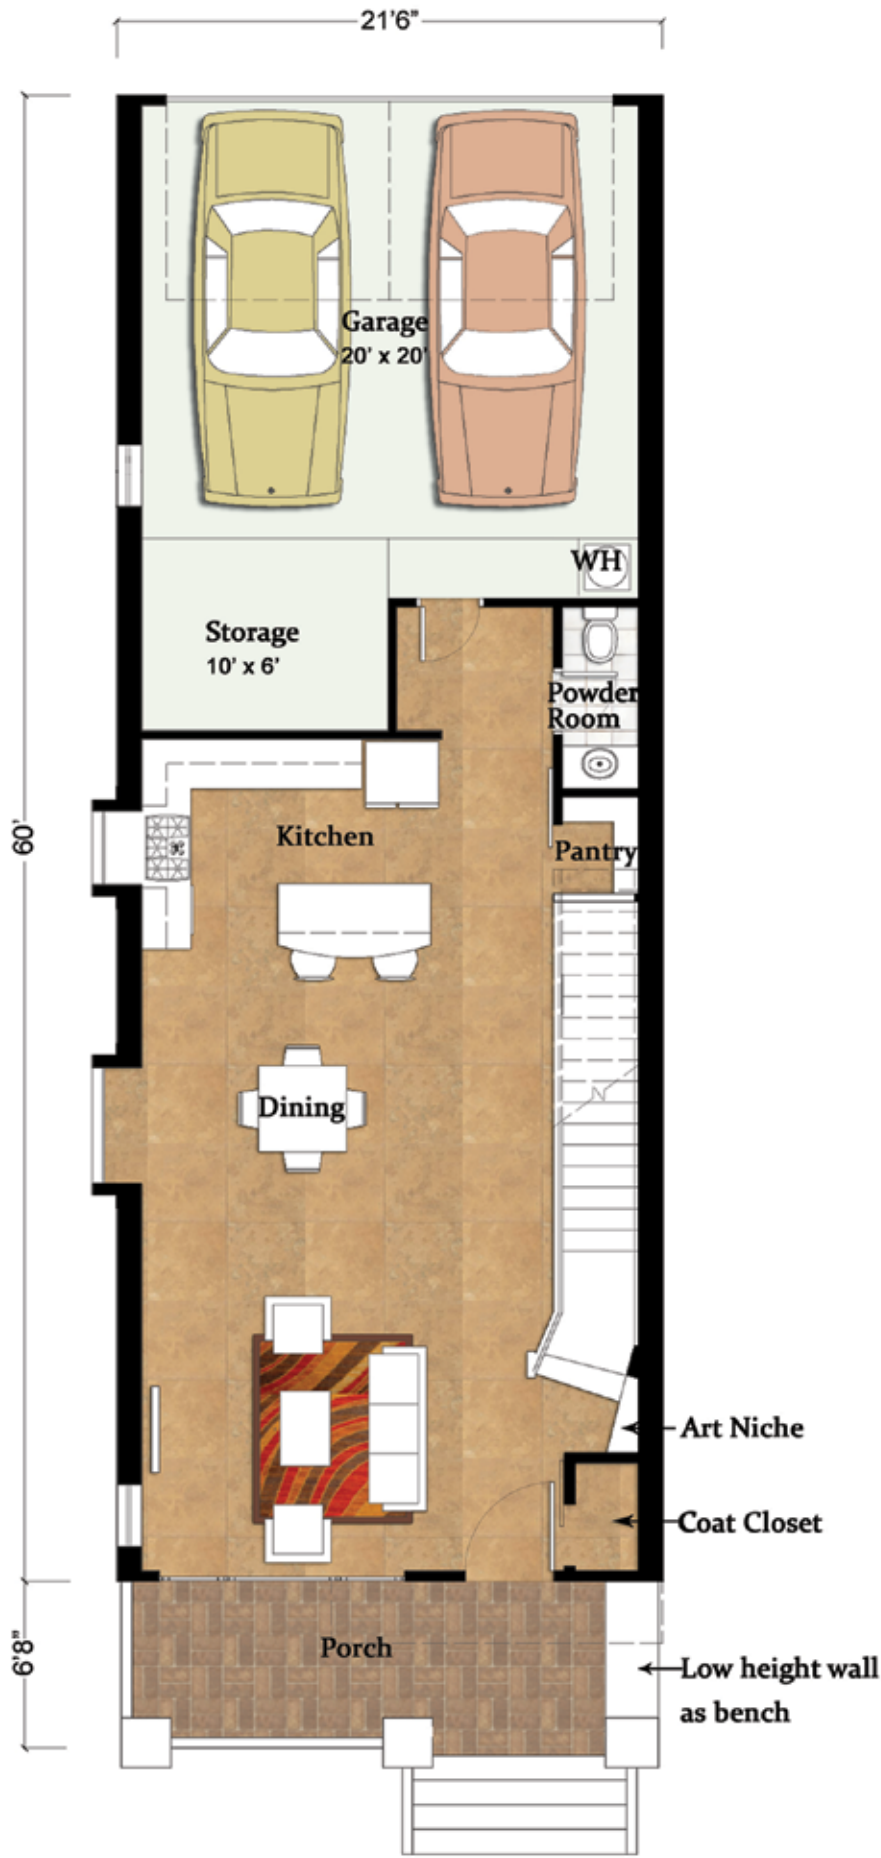 21'6"
Garage
20' x 20'
WH
Storage
10' x 6'
Powder
Room
60'
Kitchen
Pantry
Dining
Art Niche
Coat Closet
Porch
6'8"
Low height wall
as bench